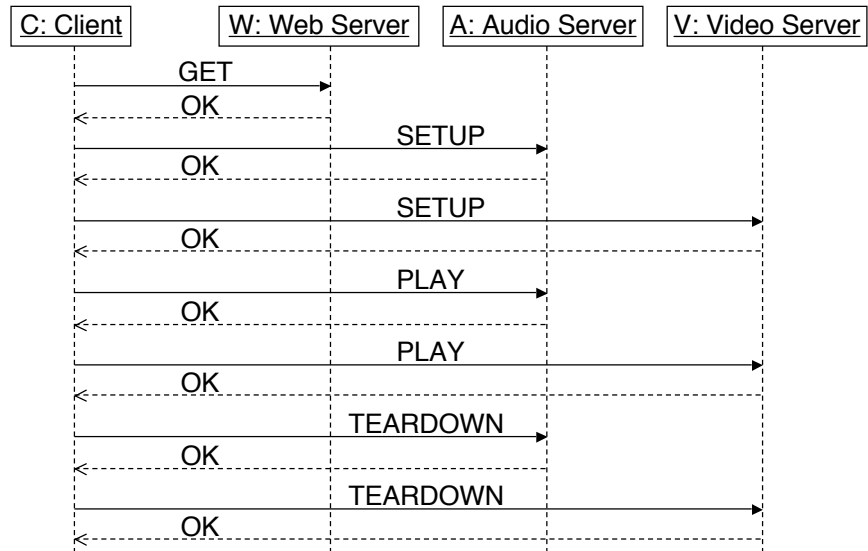 C: Client
W: Web Server
A: Audio Server
V: Video Server
GET
OK
SETUP
OK
SETUP
OK
PLAY
OK
PLAY
OK
TEARDOWN
OK
TEARDOWN
OK